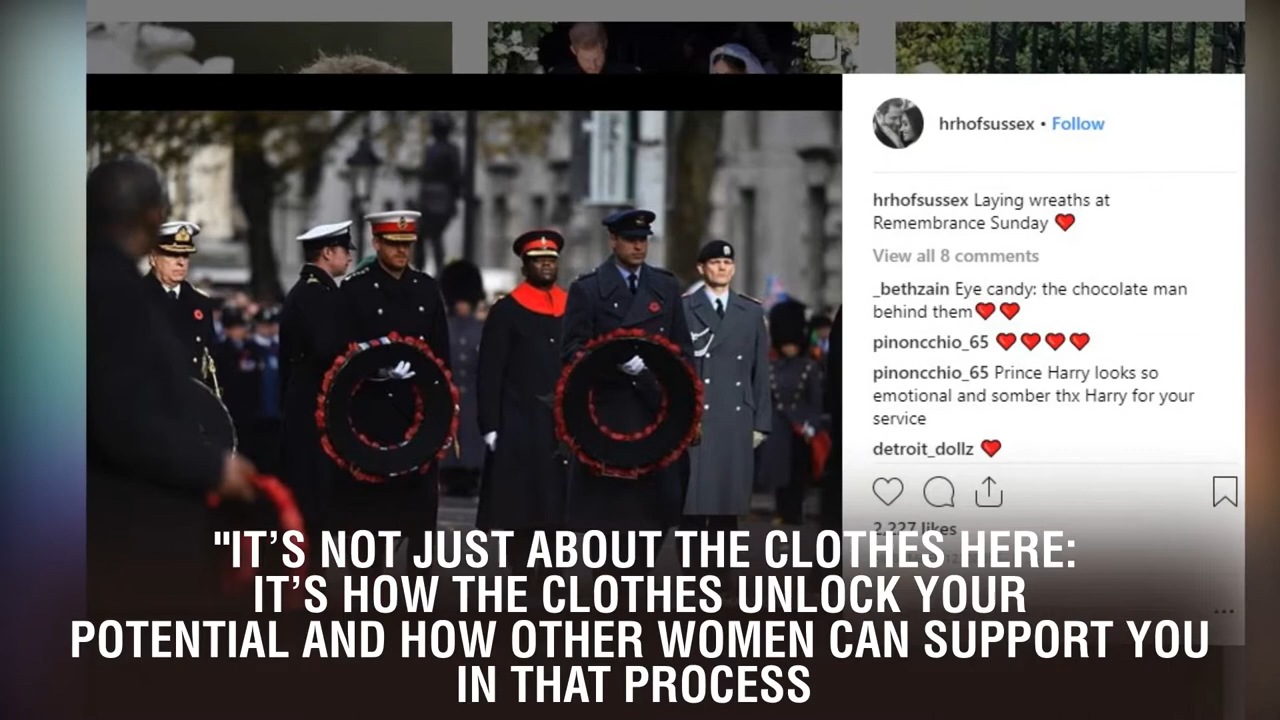 hrhofsussex • Follow
hrhofsussex Laying wreaths at
Remembrance Sunday ❤
View all 8 comments
_bethzain Eye candy: the chocolate man
behind them❤❤
pinoncchio_65 ❤❤❤❤
pinoncchio_65 Prince Harry looks so
emotional and somber thx Harry for your
service
detroit_dollz ❤
2,227 likes
"IT’S NOT JUST ABOUT THE CLOTHES HERE:
IT’S HOW THE CLOTHES UNLOCK YOUR
POTENTIAL AND HOW OTHER WOMEN CAN SUPPORT YOU
IN THAT PROCESS